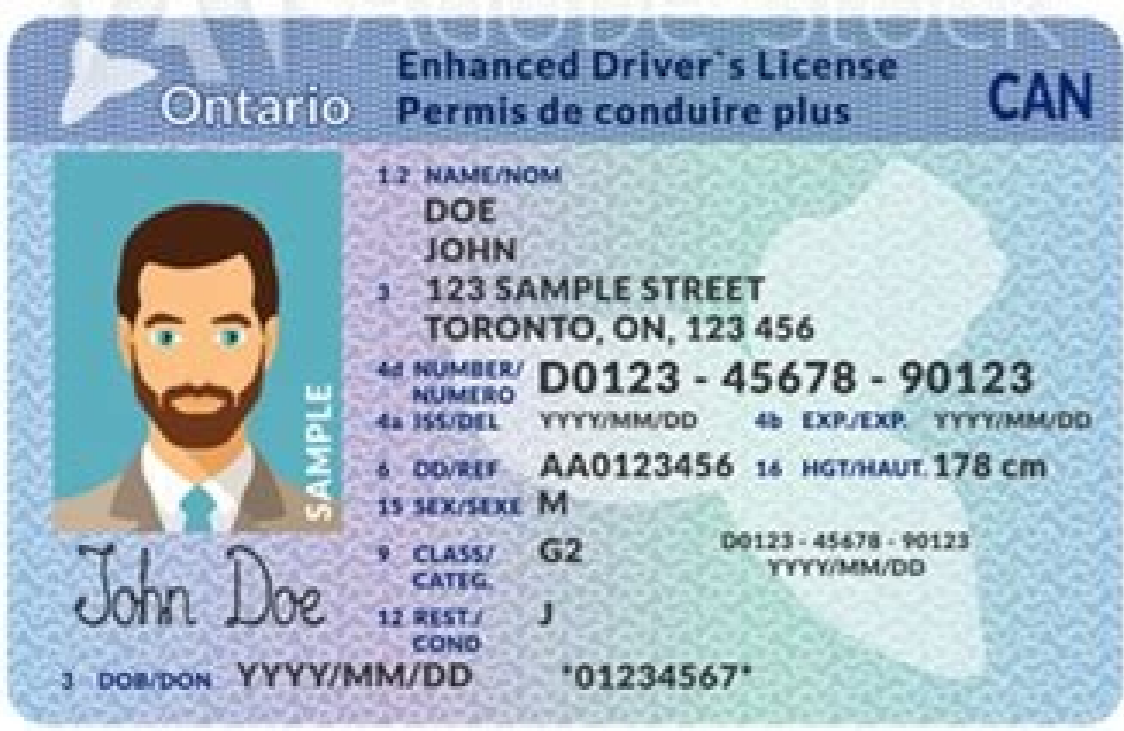 Adobe Stock
Ontario
Enhanced Driver`s License
Permis de conduire plus
CAN
1.2 NAME/NOM
DOE
JOHN
3 123 SAMPLE STREET
TORONTO, ON, 123 456
4d NUMBER/ NUMERO D0123 - 45678 - 90123
4a ISS/DEL YYYY/MM/DD 4b EXP./EXP. YYYY/MM/DD
6 DD/REF AA0123456 16 HGT/HAUT. 178 cm
15 SEX/SEXE M
9 CLASS/ CATEG. G2
D0123 - 45678 - 90123
YYYY/MM/DD
12 REST./ COND J
SAMPLE
John Doe
3 DOB/DON YYYY/MM/DD *01234567*